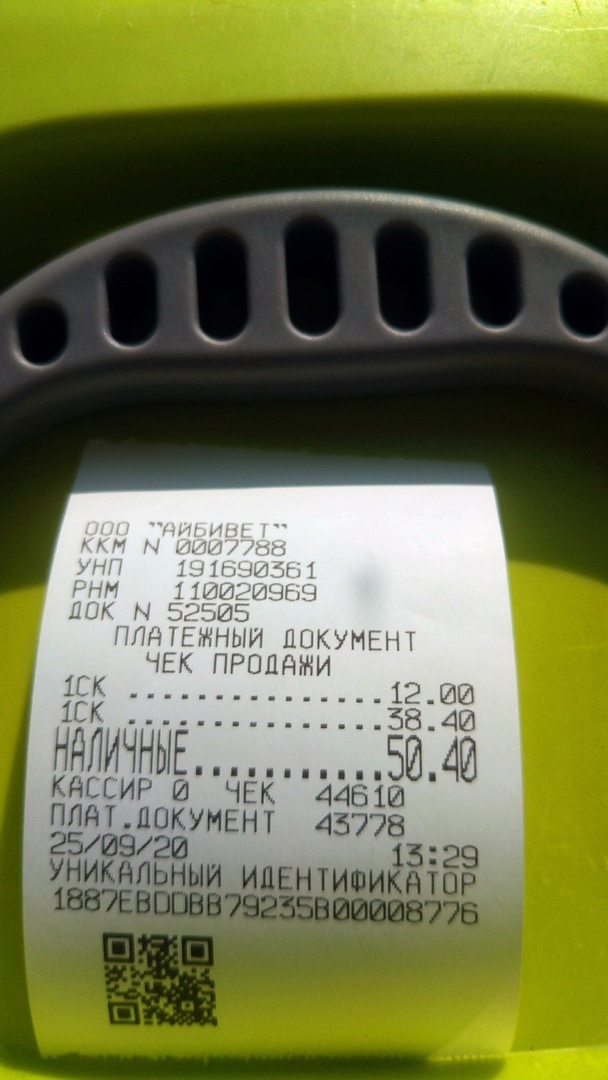 ООО "АЙБИВЕТ"
ККМ N 0007788
УНП 191690361
РНМ 110020969
ДОК N 52505
ПЛАТЕЖНЫЙ ДОКУМЕНТ
ЧЕК ПРОДАЖИ
1СК ................12.00
1СК ................38.40
НАЛИЧНЫЕ...........50.40
КАССИР 0 ЧЕК 44610
ПЛАТ.ДОКУМЕНТ 43778
25/09/20 13:29
УНИКАЛЬНЫЙ ИДЕНТИФИКАТОР
1887EBDDBB79235B00008776